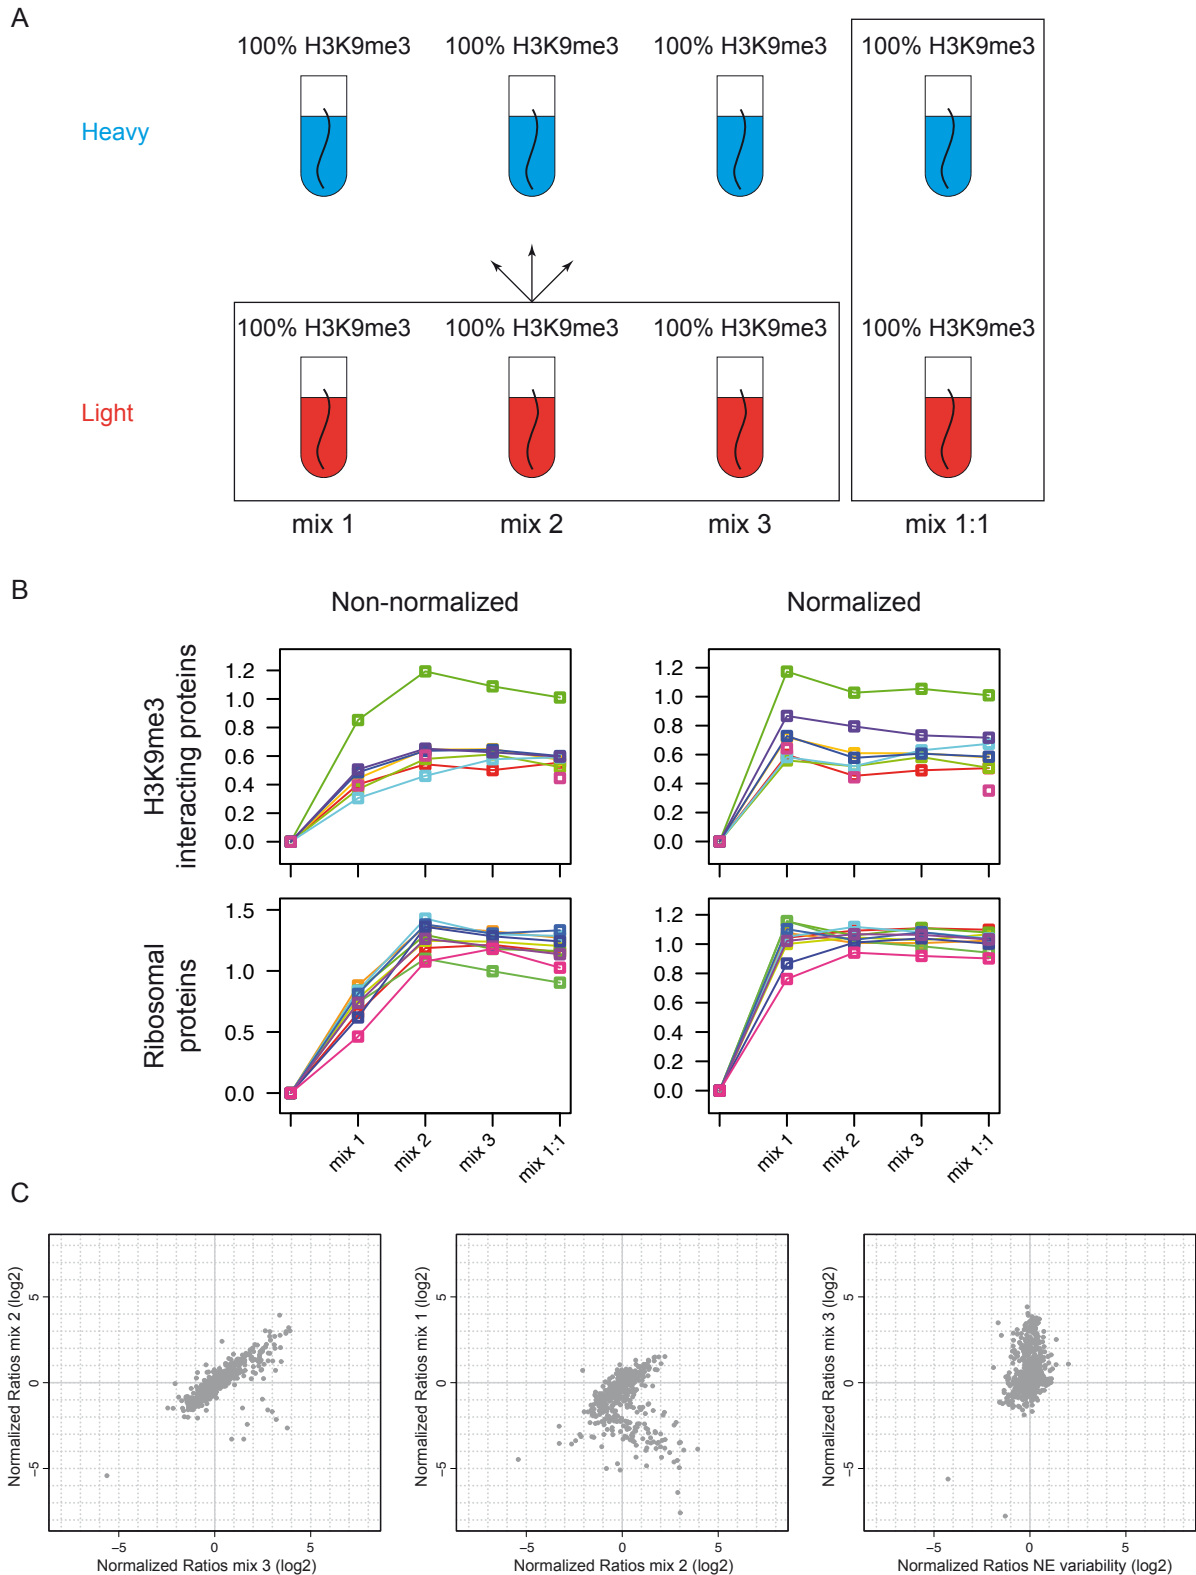 A
100% H3K9me3 100% H3K9me3 100% H3K9me3 100% H3K9me3
Heavy
100% H3K9me3 100% H3K9me3 100% H3K9me3 100% H3K9me3
Light
mix 1 mix 2 mix 3 mix 1:1
B
Non-normalized Normalized
H3K9me3
interacting proteins
1.2
1.0
0.8
0.6
0.4
0.2
0.0
1.2
1.0
0.8
0.6
0.4
0.2
0.0
Ribosomal
proteins
1.5
1.0
0.5
0.0
1.2
1.0
0.8
0.6
0.4
0.2
0.0
mix 1 mix 2 mix 3 mix 1:1
mix 1 mix 2 mix 3 mix 1:1
C
Normalized Ratios mix 2 (log2)
5
0
−5
−5 0 5
Normalized Ratios mix 3 (log2)
Normalized Ratios mix 1 (log2)
5
0
−5
−5 0 5
Normalized Ratios mix 2 (log2)
Normalized Ratios mix 3 (log2)
5
0
−5
−5 0 5
Normalized Ratios NE variability (log2)